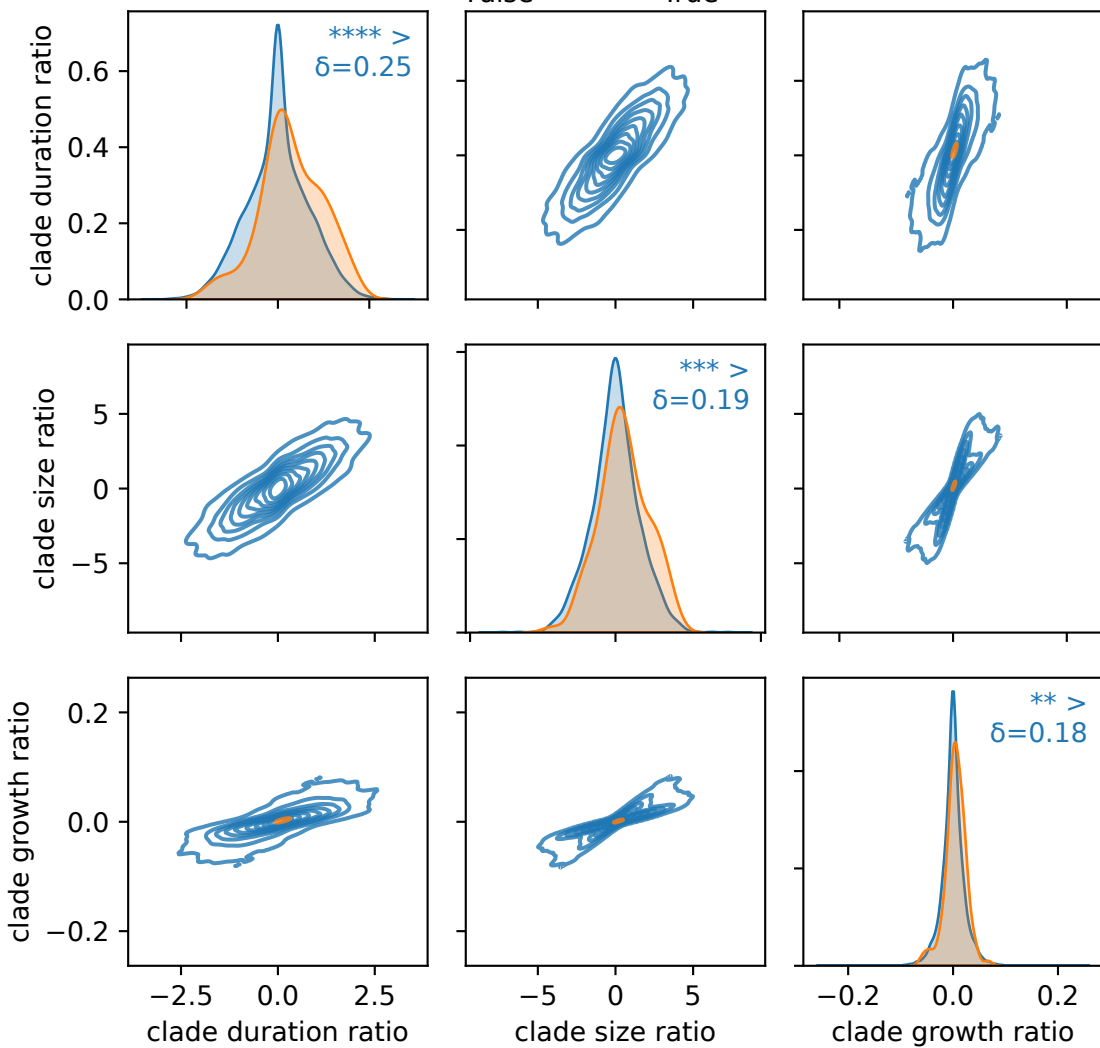 False True
**** >
δ=0.25
clade duration ratio
0.6
0.4
0.2
0.0
*** >
δ=0.19
clade size ratio
5
0
−5
** >
δ=0.18
clade growth ratio
0.2
0.0
−0.2
−2.5 0.0 2.5 −5 0 5 −0.2 0.0 0.2
clade duration ratio clade size ratio clade growth ratio